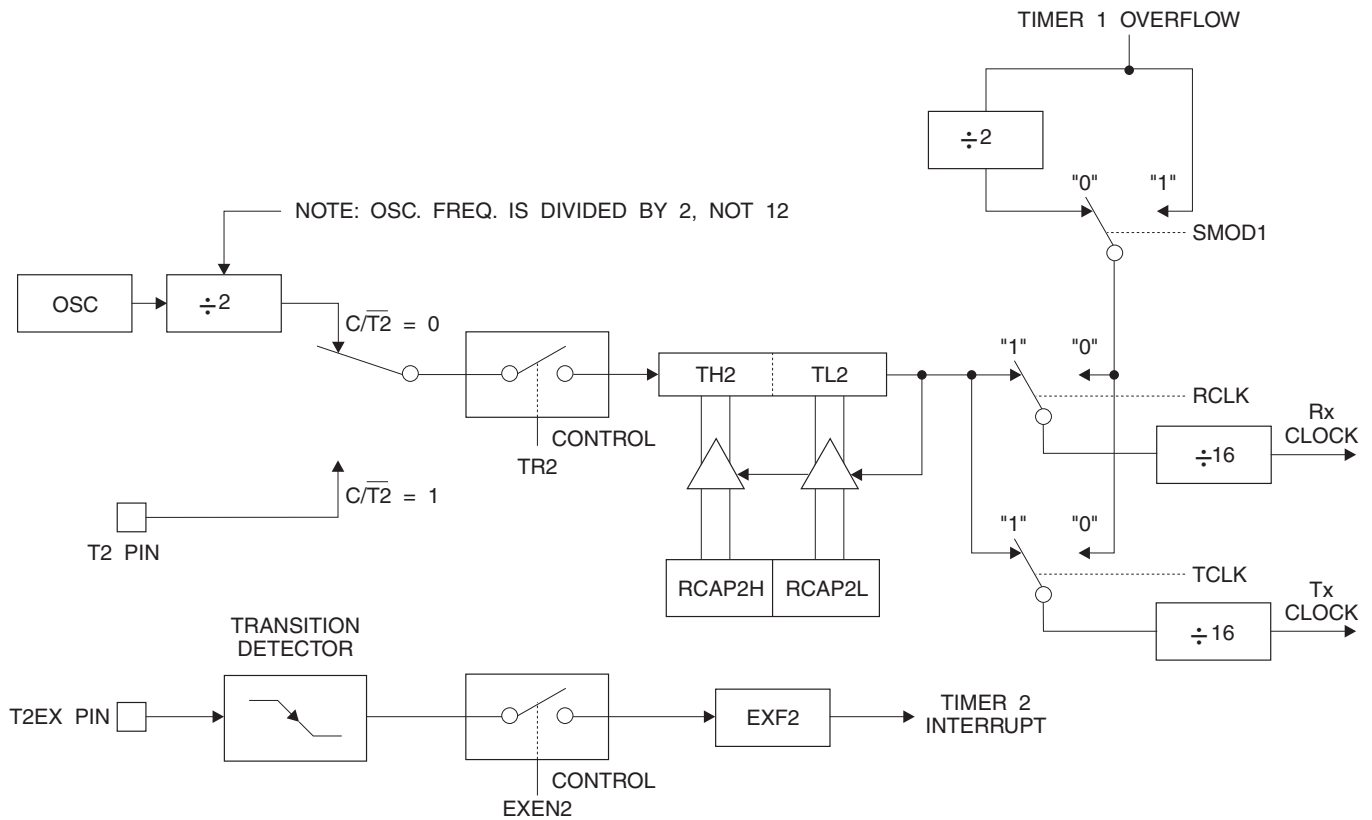 TIMER 1 OVERFLOW
÷2
"0" "1"
NOTE: OSC. FREQ. IS DIVIDED BY 2, NOT 12
SMOD1
OSC
÷2
C/T2̅ = 0
"1" "0"
TH2 TL2
RCLK
Rx
CLOCK
CONTROL
TR2
÷16
C/T2̅ = 1
T2 PIN
"1" "0"
RCAP2H RCAP2L
TCLK
Tx
CLOCK
÷16
TRANSITION
DETECTOR
T2EX PIN
EXF2
TIMER 2
INTERRUPT
CONTROL
EXEN2